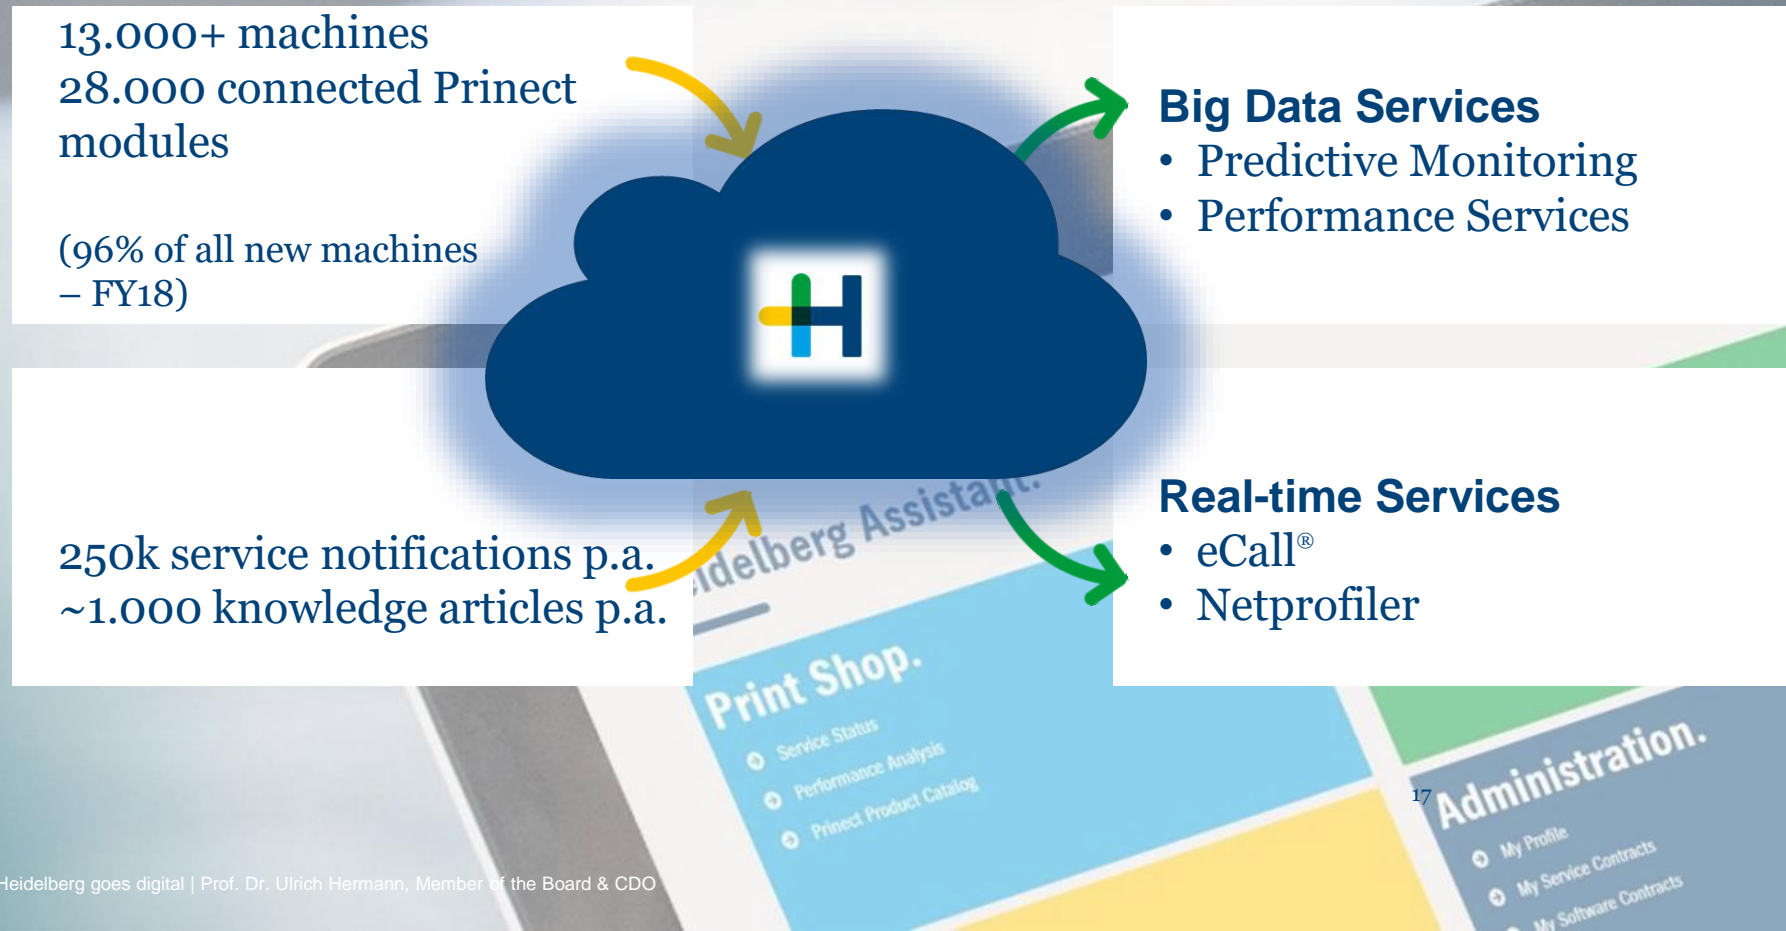 13.000+ machines
28.000 connected Prinect
modules
(96% of all new machines
– FY18)
250k service notifications p.a.
~1.000 knowledge articles p.a.
Big Data Services
• Predictive Monitoring
• Performance Services
Real-time Services
• eCall®
• Netprofiler
Assistant.
Print Shop.
Service Status
Performance Analysis
Prinect Product Catalog
17
Administration.
My Profile
My Service Contracts
My Software Contracts
Heidelberg goes digital | Prof. Dr. Ulrich Hermann, Member of the Board & CDO